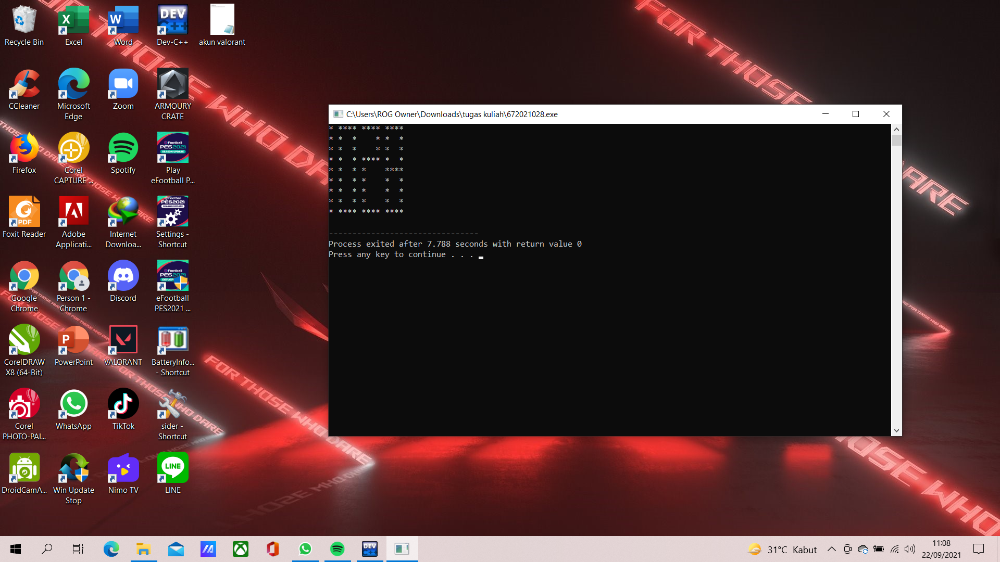 Recycle Bin
Excel
Word
Dev-C++
akun valorant
CCleaner
Microsoft
Edge
Zoom
ARMOURY
CRATE
Firefox
Corel
CAPTURE ...
Spotify
Play
eFootball P...
Foxit Reader
Adobe
Applicati...
Internet
Downloa...
Settings -
Shortcut
Google
Chrome
Person 1 -
Chrome
Discord
eFootball
PES2021 ...
CorelDRAW
X8 (64-Bit)
PowerPoint
VALORANT
BatteryInfo...
- Shortcut
Corel
PHOTO-PAI...
WhatsApp
TikTok
sider -
Shortcut
DroidCamA...
Win Update
Stop
Nimo TV
LINE
C:\Users\ROG Owner\Downloads\tugas kuliah\672021028.exe
* **** **** ****
* *  *    * *  *
* *  *    * *  *
* *  * **** *  *
* *  * *    ****
* *  * *    *  *
* *  * *    *  *
* *  * *    *  *
* **** **** ****
--------------------------------
Process exited after 7.788 seconds with return value 0
Press any key to continue . . .
FOR THOSE WHO DARE
31°C Kabut
11:08
22/09/2021